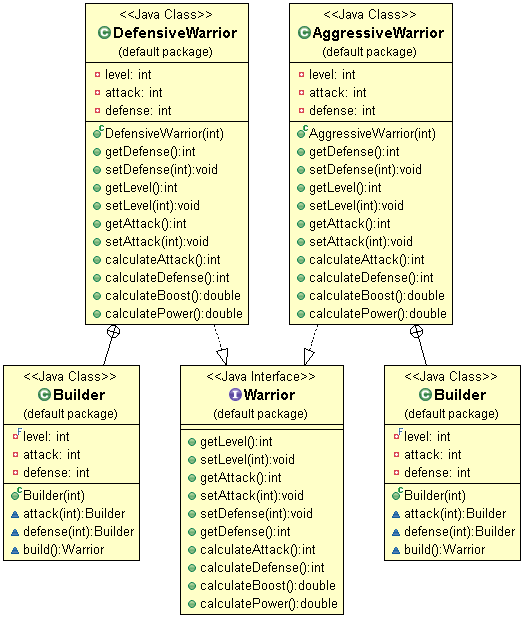 <<Java Class>>
C DefensiveWarrior
(default package)
level: int
attack: int
defense: int
C DefensiveWarrior(int)
getDefense():int
setDefense(int):void
getLevel():int
setLevel(int):void
getAttack():int
setAttack(int):void
calculateAttack():int
calculateDefense():int
calculateBoost():double
calculatePower():double
<<Java Class>>
C AggressiveWarrior
(default package)
level: int
attack: int
defense: int
C AggressiveWarrior(int)
getDefense():int
setDefense(int):void
getLevel():int
setLevel(int):void
getAttack():int
setAttack(int):void
calculateAttack():int
calculateDefense():int
calculateBoost():double
calculatePower():double
<<Java Class>>
C Builder
(default package)
F level: int
attack: int
defense: int
C Builder(int)
attack(int):Builder
defense(int):Builder
build():Warrior
<<Java Interface>>
I Warrior
(default package)
getLevel():int
setLevel(int):void
getAttack():int
setAttack(int):void
setDefense(int):void
getDefense():int
calculateAttack():int
calculateDefense():int
calculateBoost():double
calculatePower():double
<<Java Class>>
C Builder
(default package)
F level: int
attack: int
defense: int
C Builder(int)
attack(int):Builder
defense(int):Builder
build():Warrior